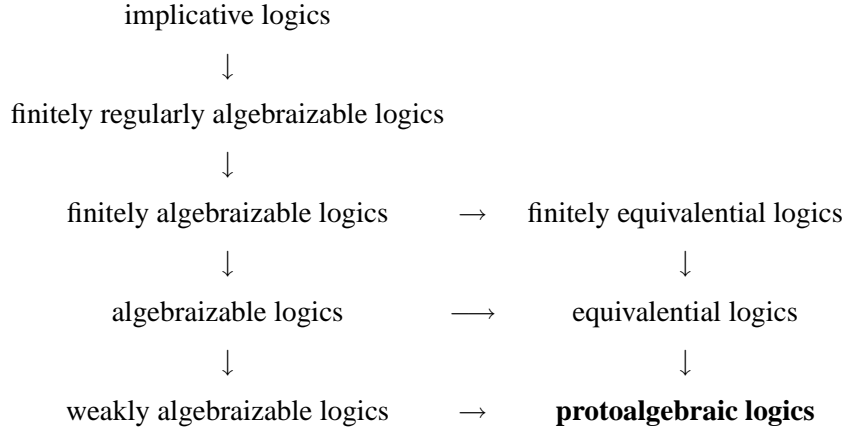 implicative logics
↓
finitely regularly algebraizable logics
↓
finitely algebraizable logics → finitely equivalential logics
↓ ↓
algebraizable logics ⟶ equivalential logics
↓ ↓
weakly algebraizable logics → protoalgebraic logics